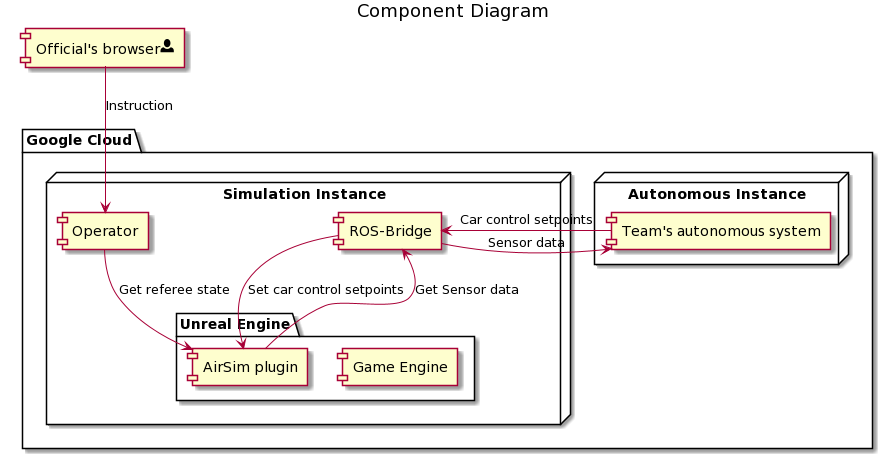 Component Diagram
Official's browser
Instruction
Google Cloud
Simulation Instance
Autonomous Instance
Operator
ROS-Bridge
Car control setpoints
Team's autonomous system
Sensor data
Get referee state
Set car control setpoints
Get Sensor data
Unreal Engine
AirSim plugin
Game Engine